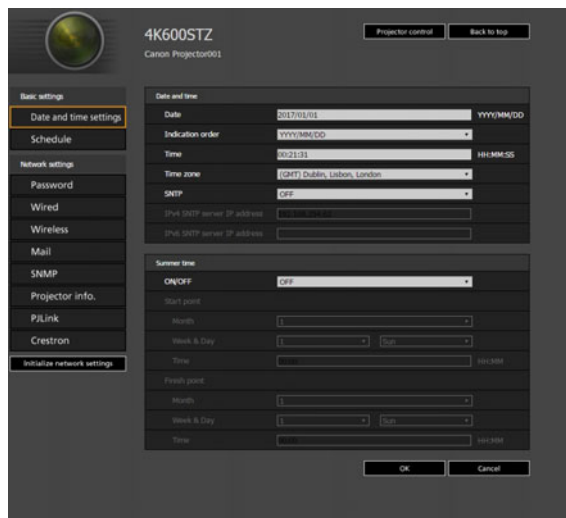 4K600STZ
Canon Projector001
Projector control
Back to top
Basic settings
Date and time settings
Schedule
Network settings
Password
Wired
Wireless
Mail
SNMP
Projector info.
PJLink
Crestron
Initialize network settings
Date and time
Date 2017/01/01 YYYY/MM/DD
Indication order YYYY/MM/DD
Time 00:21:31 HH:MM:SS
Time zone (GMT) Dublin, Lisbon, London
SNTP OFF
IPv4 SNTP server IP address
IPv6 SNTP server IP address
Summer time
ON/OFF OFF
Start point
Month 1
Week & Day 1 Sun
Time 00:00 HH:MM
Finish point
Month 1
Week & Day 1 Sun
Time 00:00 HH:MM
OK
Cancel